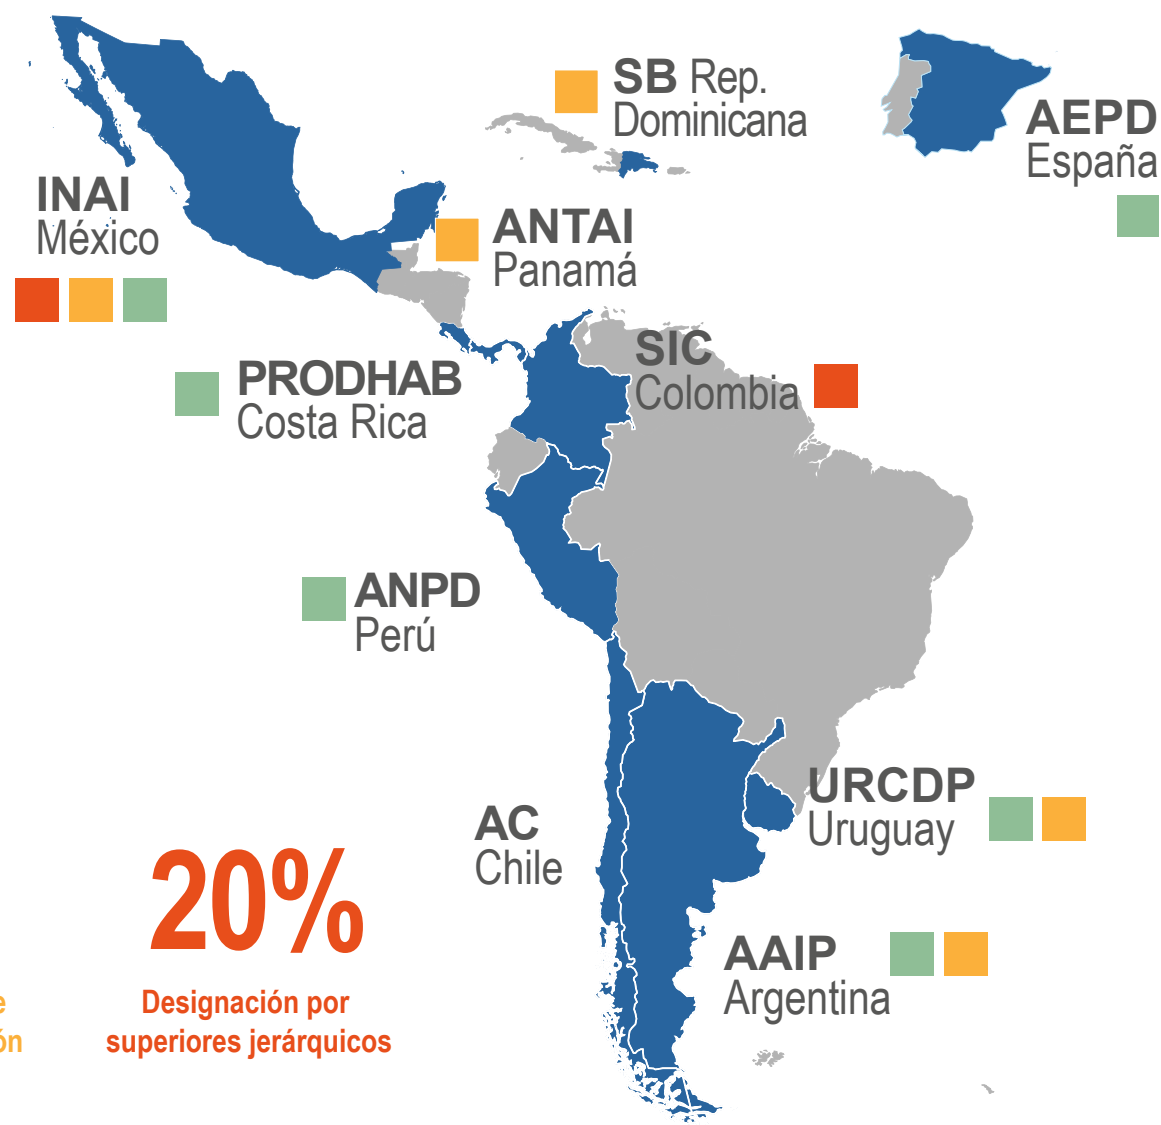 SB Rep.
Dominicana
AEPD
España
INAI
México
ANTAI
Panamá
SIC
Colombia
PRODHAB
Costa Rica
ANPD
Perú
URCDP
Uruguay
AC
Chile
20%
Designación por
superiores jerárquicos
AAIP
Argentina